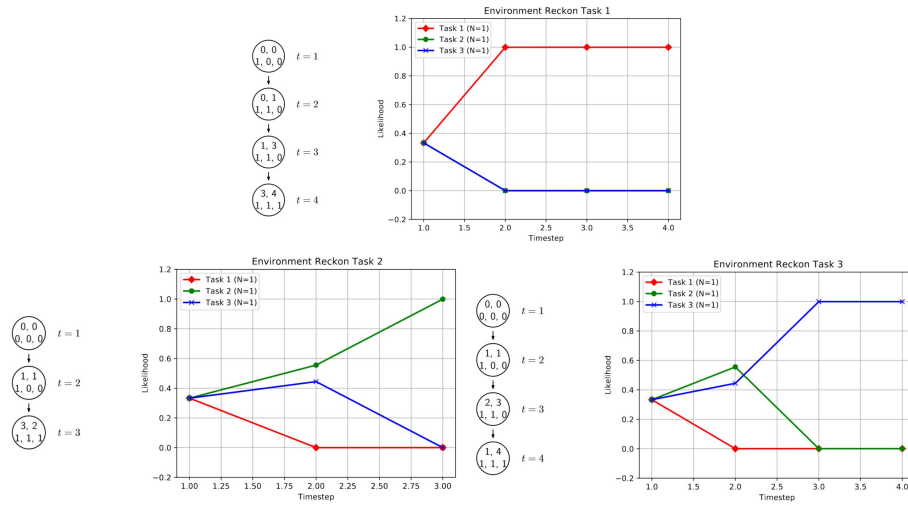 Environment Reckon Task 1
0, 0
1, 0, 0
t = 1
0, 1
1, 1, 0
t = 2
1, 3
1, 1, 0
t = 3
3, 4
1, 1, 1
t = 4
Task 1 (N=1)
Task 2 (N=1)
Task 3 (N=1)
Likelihood
1.2
1.0
0.8
0.6
0.4
0.2
0.0
−0.2
1.0 1.5 2.0 2.5 3.0 3.5 4.0
Timestep
0, 0
0, 0, 0
t = 1
1, 1
1, 0, 0
t = 2
3, 2
1, 1, 1
t = 3
Environment Reckon Task 2
Task 1 (N=1)
Task 2 (N=1)
Task 3 (N=1)
Likelihood
1.2
1.0
0.8
0.6
0.4
0.2
0.0
−0.2
1.00 1.25 1.50 1.75 2.00 2.25 2.50 2.75 3.00
Timestep
0, 0
0, 0, 0
t = 1
1, 1
1, 0, 0
t = 2
2, 3
1, 1, 0
t = 3
1, 4
1, 1, 1
t = 4
Environment Reckon Task 3
Task 1 (N=1)
Task 2 (N=1)
Task 3 (N=1)
Likelihood
1.2
1.0
0.8
0.6
0.4
0.2
0.0
−0.2
1.0 1.5 2.0 2.5 3.0 3.5 4.0
Timestep